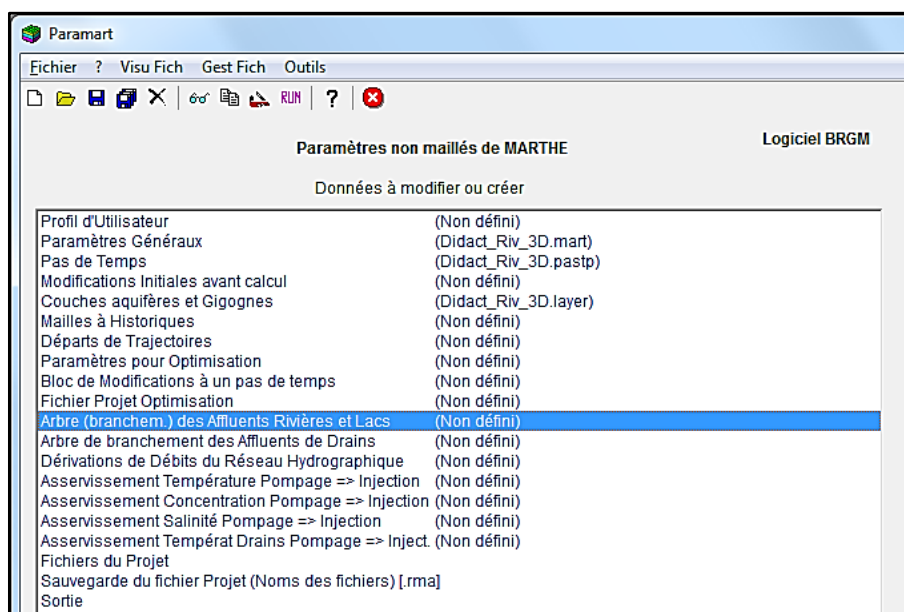 Paramart
Fichier ? Visu Fich Gest Fich Outils
RUN ?
Logiciel BRGM
Paramètres non maillés de MARTHE
Données à modifier ou créer
Profil d'Utilisateur (Non défini)
Paramètres Généraux (Didact_Riv_3D.mart)
Pas de Temps (Didact_Riv_3D.pastp)
Modifications Initiales avant calcul (Non défini)
Couches aquifères et Gigognes (Didact_Riv_3D.layer)
Mailles à Historiques (Non défini)
Départs de Trajectoires (Non défini)
Paramètres pour Optimisation (Non défini)
Bloc de Modifications à un pas de temps (Non défini)
Fichier Projet Optimisation (Non défini)
Arbre (branchem.) des Affluents Rivières et Lacs (Non défini)
Arbre de branchement des Affluents de Drains (Non défini)
Dérivations de Débits du Réseau Hydrographique (Non défini)
Asservissement Température Pompage => Injection (Non défini)
Asservissement Concentration Pompage => Injection (Non défini)
Asservissement Salinité Pompage => Injection (Non défini)
Asservissement Températ Drains Pompage => Inject. (Non défini)
Fichiers du Projet
Sauvegarde du fichier Projet (Noms des fichiers) [.rma]
Sortie